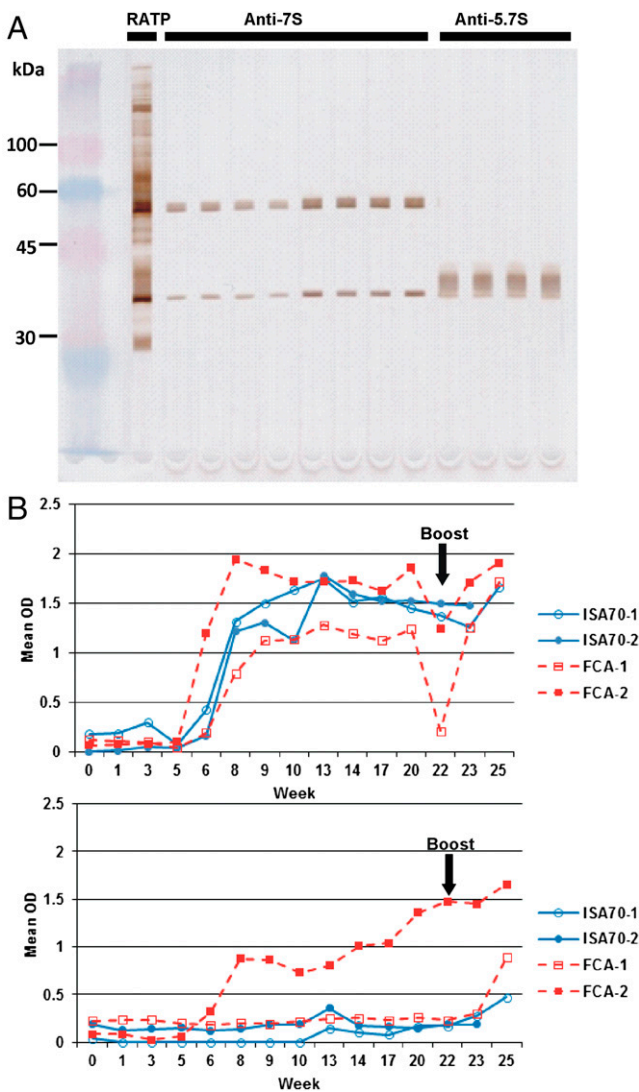 A
RATP Anti-7S Anti-5.7S
kDa
100
60
45
30
B
2.5
2
1.5
1
0.5
0
Mean OD
Boost
0 1 3 5 6 8 9 10 13 14 17 20 22 23 25
Week
ISA70-1
ISA70-2
FCA-1
FCA-2
2.5
2
1.5
1
0.5
0
Mean OD
Boost
0 1 3 5 6 8 9 10 13 14 17 20 22 23 25
Week
ISA70-1
ISA70-2
FCA-1
FCA-2